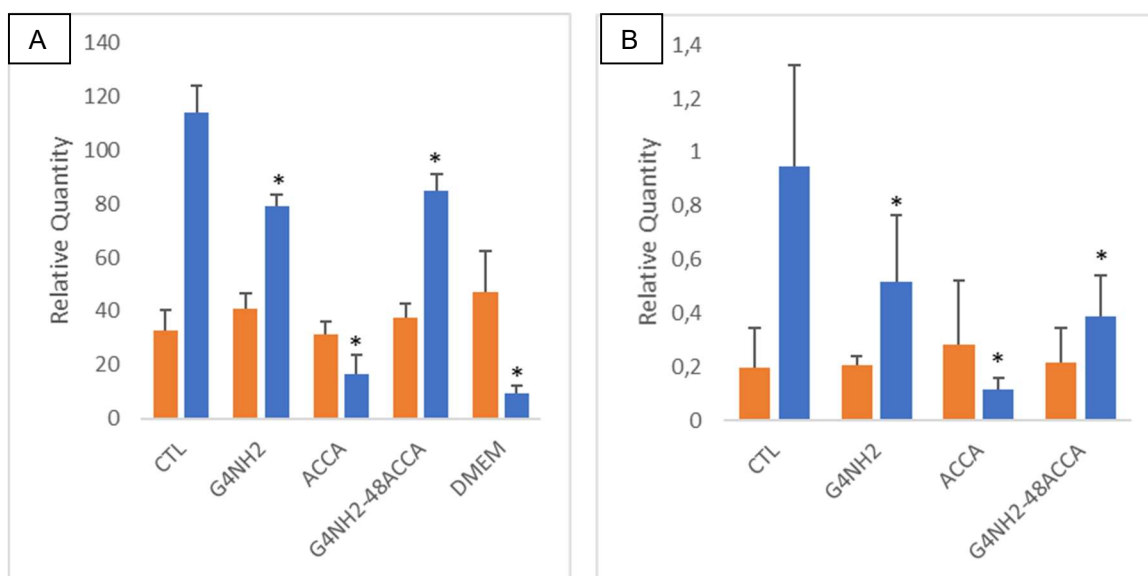 A
Relative Quantity
140
120
100
80
60
40
20
0
*
*
*
*
CTL
G4NH2
ACCA
G4NH2-48ACCA
DMEM
B
Relative Quantity
1,4
1,2
1
0,8
0,6
0,4
0,2
0
*
*
*
CTL
G4NH2
ACCA
G4NH2-48ACCA